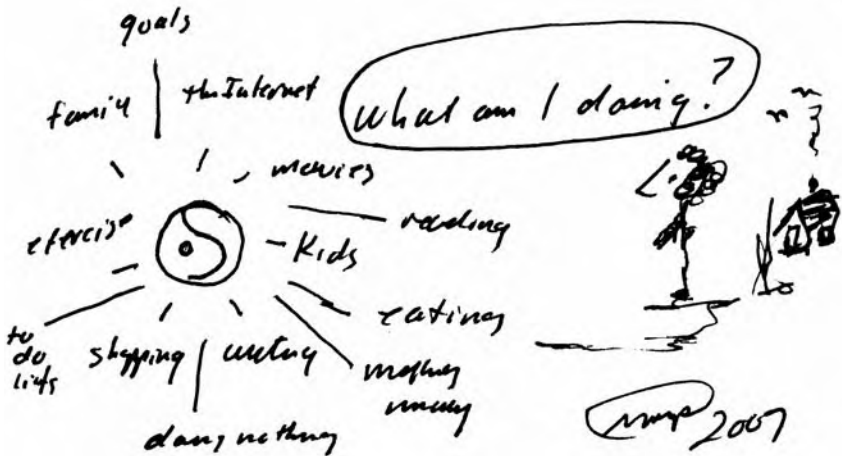 goals
family
the Internet
what am I doing?
movies
reading
exercise
Kids
eating
to
do
lists
shopping
writing
making
money
doing nothing
2007